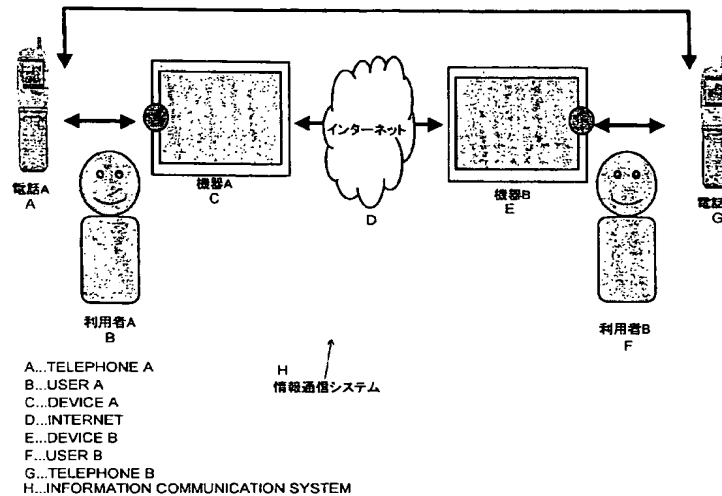 インターネット
電話A
A
機器A
C
D
機器B
E
電話
G
利用者A
B
利用者B
F
H
情報通信システム
A...TELEPHONE A
B...USER A
C...DEVICE A
D...INTERNET
E...DEVICE B
F...USER B
G...TELEPHONE B
H...INFORMATION COMMUNICATION SYSTEM